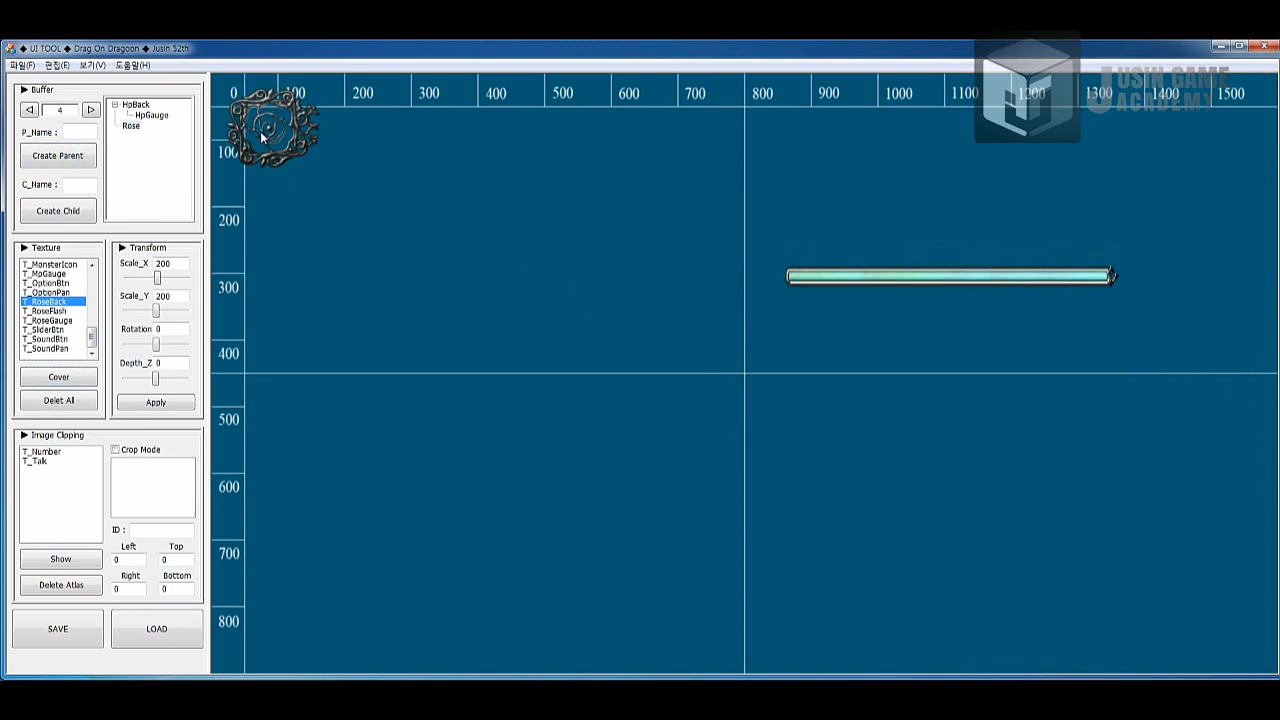 ◆ UI TOOL ◆ Drag On Dragoon ◆ Jusin 52th
파일(F) 편집(E) 보기(V) 도움말(H)
▶ Buffer
4
P_Name :
Create Parent
C_Name :
Create Child
HpBack
HpGauge
Rose
▶ Texture
T_MonsterIcon
T_MpGauge
T_OptionBtn
T_OptionPan
T_RoseBack
T_RoseFlash
T_RoseGauge
T_SliderBtn
T_SoundBtn
T_SoundPan
Cover
Delet All
▶ Transform
Scale_X 200
Scale_Y 200
Rotation 0
Depth_Z 0
Apply
▶ Image Clipping
T_Number
T_Talk
Show
Delete Atlas
Crop Mode
ID :
Left Top
0 0
Right Bottom
0 0
SAVE LOAD
0 100 200 300 400 500 600 700 800 900 1000 1100 1200 1300 1400 1500
100
200
300
400
500
600
700
800
JUSIN GAME
ACADEMY